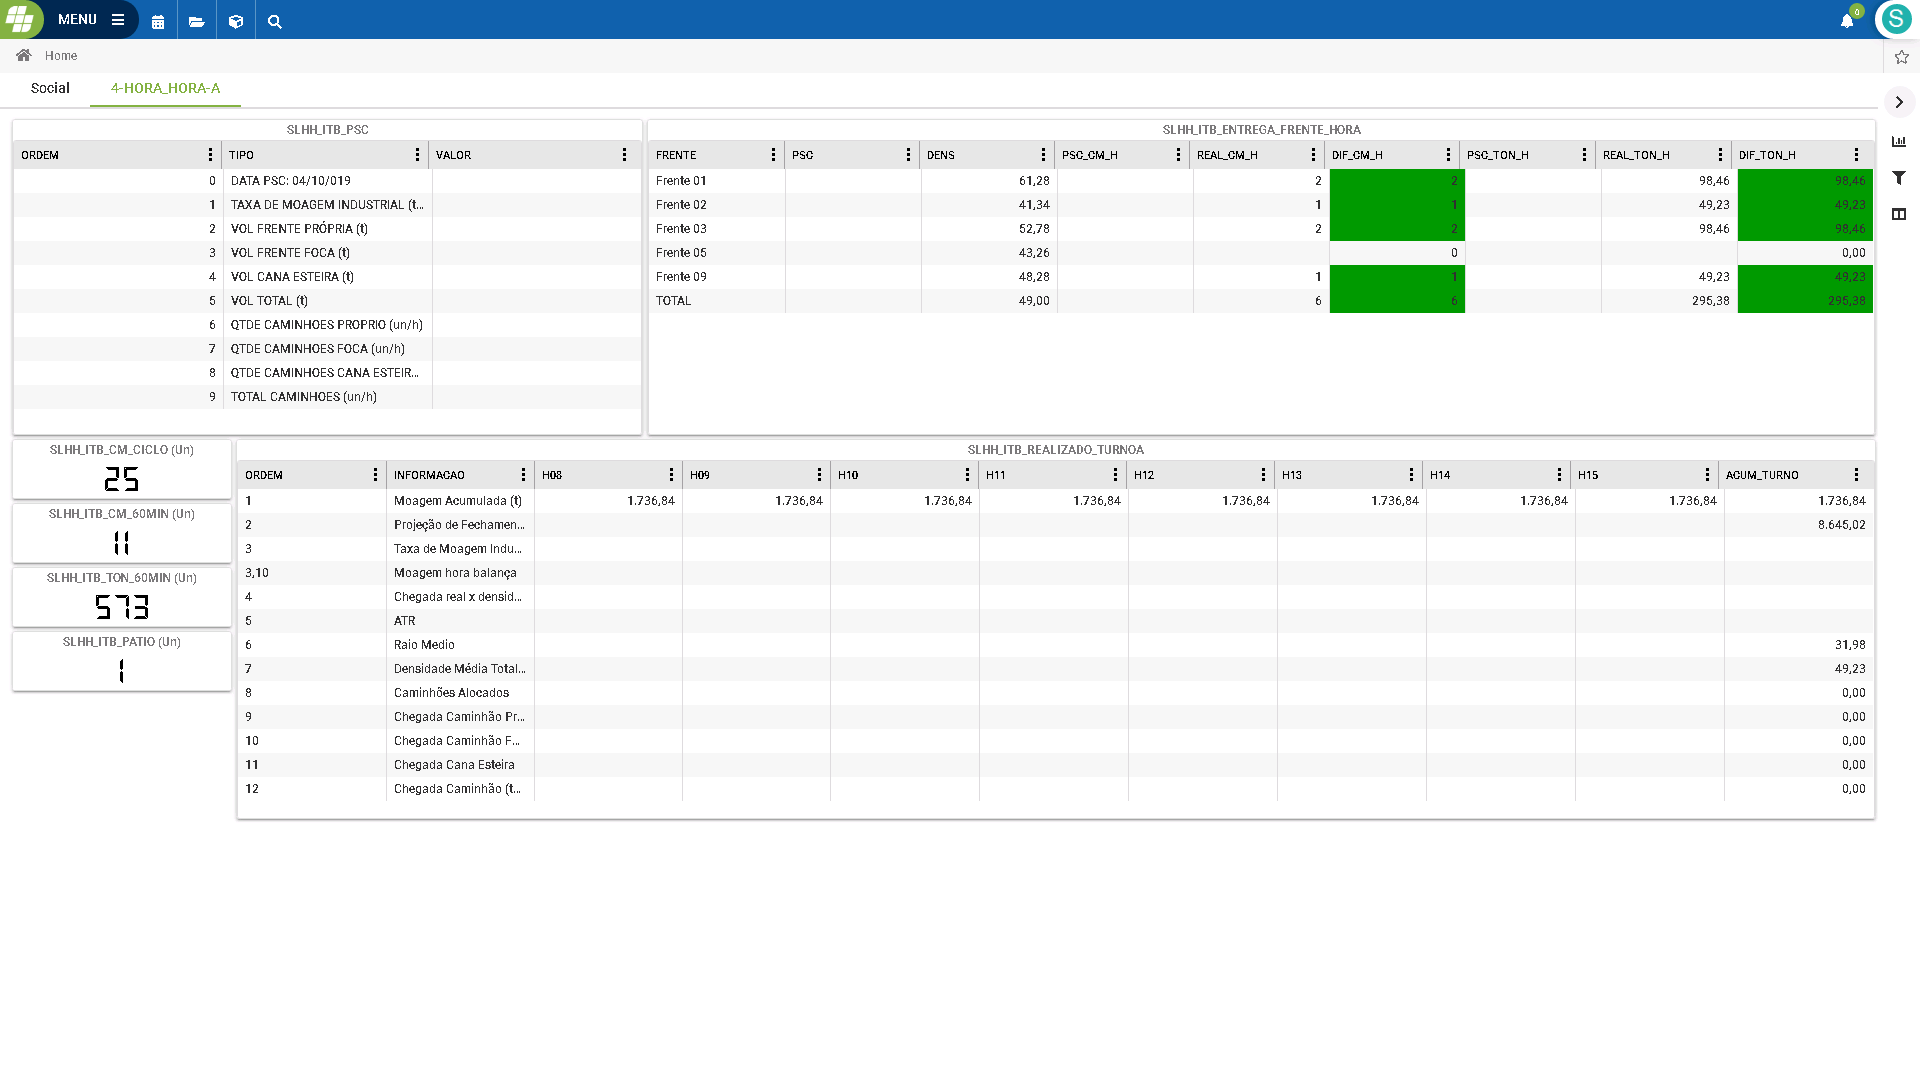 MENU
0
S
Home
Social
4-HORA_HORA-A
SLHH_ITB_PSC
ORDEM TIPO VALOR
0 DATA PSC: 04/10/019
1 TAXA DE MOAGEM INDUSTRIAL (t...
2 VOL FRENTE PRÓPRIA (t)
3 VOL FRENTE FOCA (t)
4 VOL CANA ESTEIRA (t)
5 VOL TOTAL (t)
6 QTDE CAMINHOES PROPRIO (un/h)
7 QTDE CAMINHOES FOCA (un/h)
8 QTDE CAMINHOES CANA ESTEIR...
9 TOTAL CAMINHOES (un/h)
SLHH_ITB_ENTREGA_FRENTE_HORA
FRENTE PSC DENS PSC_CM_H REAL_CM_H DIF_CM_H PSC_TON_H REAL_TON_H DIF_TON_H
Frente 01 61,28 2 2 98,46 98,46
Frente 02 41,34 1 1 49,23 49,23
Frente 03 52,78 2 2 98,46 98,46
Frente 05 43,26 0 0,00
Frente 09 48,28 1 1 49,23 49,23
TOTAL 49,00 6 6 295,38 295,38
SLHH_ITB_CM_CICLO (Un)
25
SLHH_ITB_CM_60MIN (Un)
11
SLHH_ITB_TON_60MIN (Un)
573
SLHH_ITB_PATIO (Un)
1
SLHH_ITB_REALIZADO_TURNOA
ORDEM INFORMACAO H08 H09 H10 H11 H12 H13 H14 H15 ACUM_TURNO
1 Moagem Acumulada (t) 1.736,84 1.736,84 1.736,84 1.736,84 1.736,84 1.736,84 1.736,84 1.736,84 1.736,84
2 Projeção de Fechamen... 8.645,02
3 Taxa de Moagem Indu...
3,10 Moagem hora balança
4 Chegada real x densid...
5 ATR
6 Raio Medio 31,98
7 Densidade Média Total... 49,23
8 Caminhões Alocados 0,00
9 Chegada Caminhão Pr... 0,00
10 Chegada Caminhão F... 0,00
11 Chegada Cana Esteira 0,00
12 Chegada Caminhão (t... 0,00